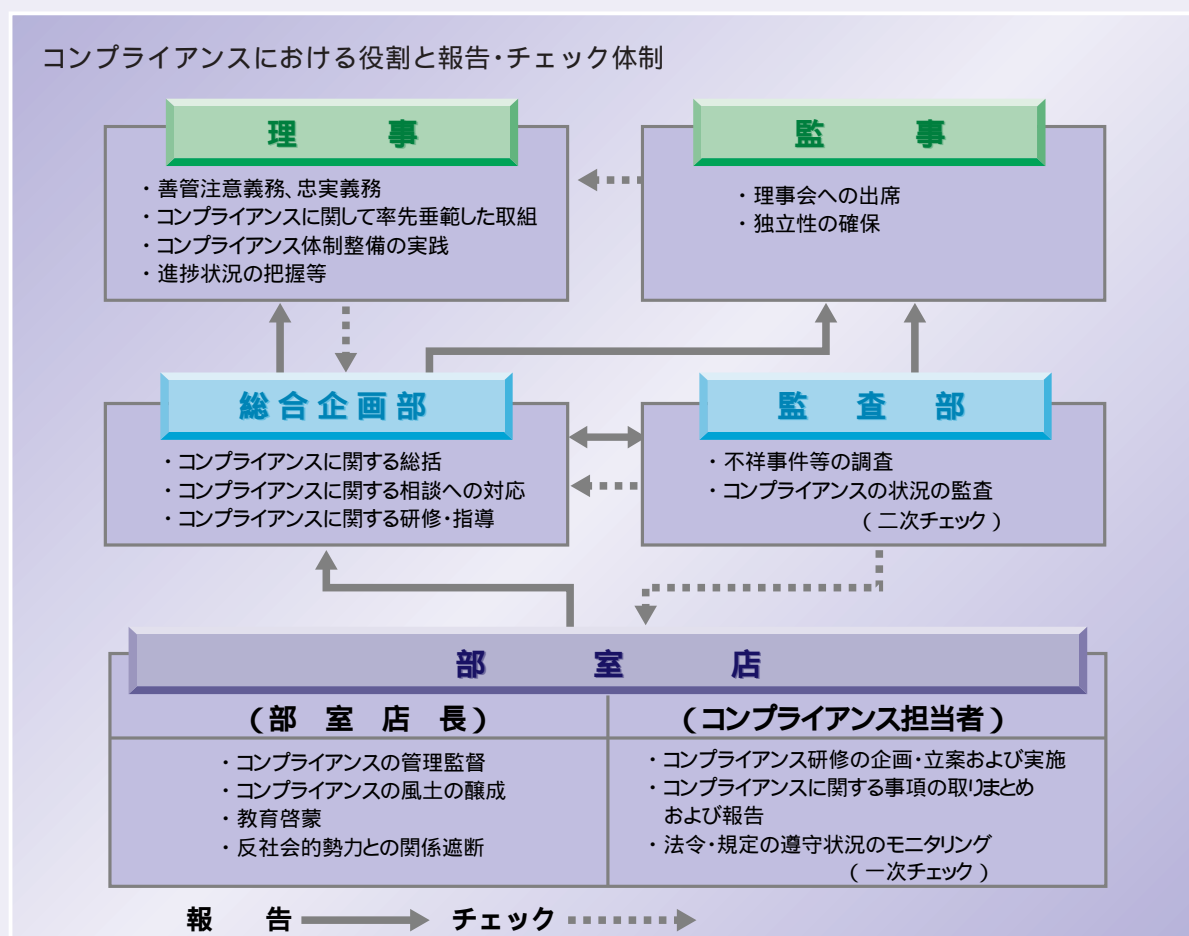 コンプライアンスにおける役割と報告・チェック体制
理事
・善管注意義務、忠実義務
・コンプライアンスに関して率先垂範した取組
・コンプライアンス体制整備の実践
・進捗状況の把握等
監事
・理事会への出席
・独立性の確保
総合企画部
・コンプライアンスに関する総括
・コンプライアンスに関する相談への対応
・コンプライアンスに関する研修・指導
監査部
・不祥事件等の調査
・コンプライアンスの状況の監査
(二次チェック)
部室店
(部室店長)
・コンプライアンスの管理監督
・コンプライアンスの風土の醸成
・教育啓蒙
・反社会的勢力との関係遮断
(コンプライアンス担当者)
・コンプライアンス研修の企画・立案および実施
・コンプライアンスに関する事項の取りまとめ
および報告
・法令・規定の遵守状況のモニタリング
(一次チェック)
報告 チェック